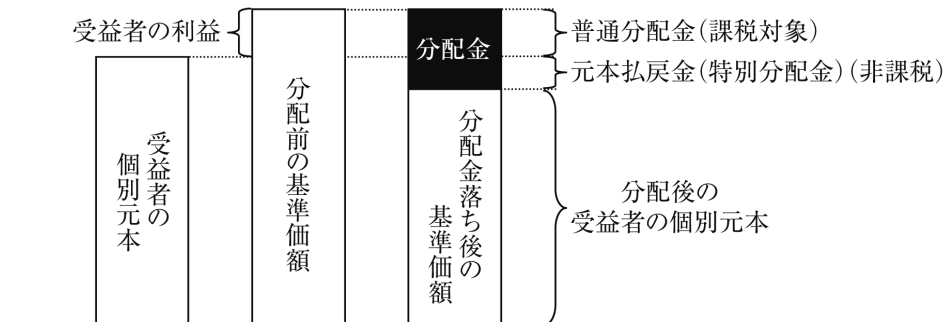 受益者の利益
受益者の
個別元本
分配前の基準価額
分配金
分配金落ち後の
基準価額
普通分配金(課税対象)
元本払戻金(特別分配金)(非課税)
分配後の
受益者の個別元本